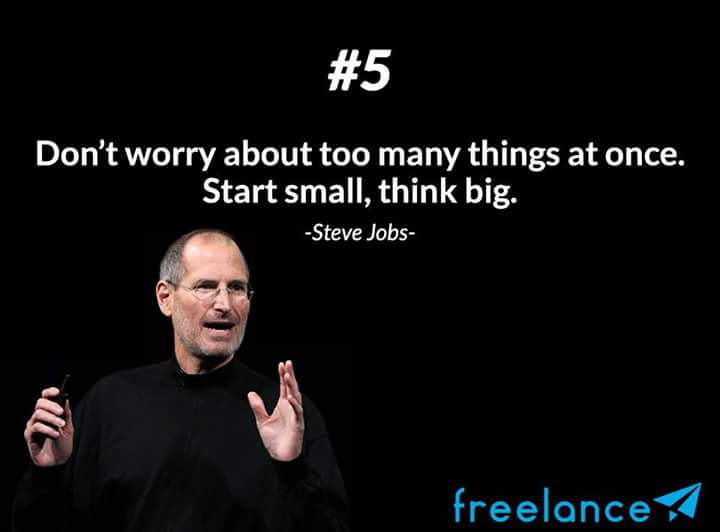 #5
Don’t worry about too many things at once.
Start small, think big.
-Steve Jobs-
freelance